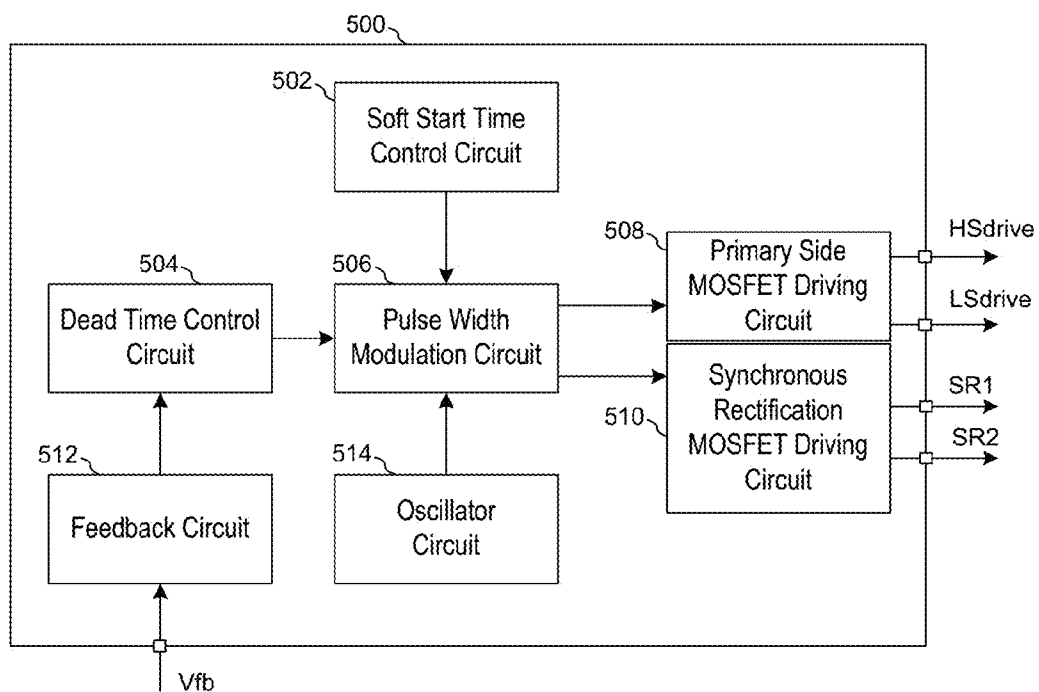 500
502
Soft Start Time
Control Circuit
504
Dead Time Control
Circuit
506
Pulse Width
Modulation Circuit
508
Primary Side
MOSFET Driving
Circuit
HSdrive
LSdrive
510
Synchronous
Rectification
MOSFET Driving
Circuit
SR1
SR2
512
Feedback Circuit
514
Oscillator
Circuit
Vfb